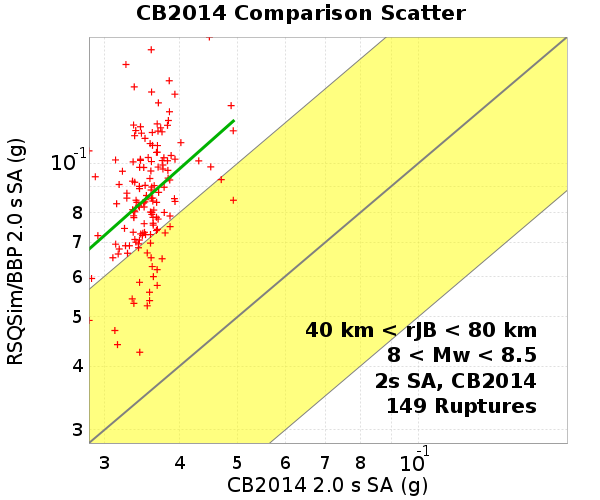 CB2014 Comparison Scatter
RSQSim/BBP 2.0 s SA (g)
10-1
8
7
6
5
4
3
40 km < rJB < 80 km
8 < Mw < 8.5
2s SA, CB2014
149 Ruptures
3 4 5 6 7 8 10-1
CB2014 2.0 s SA (g)